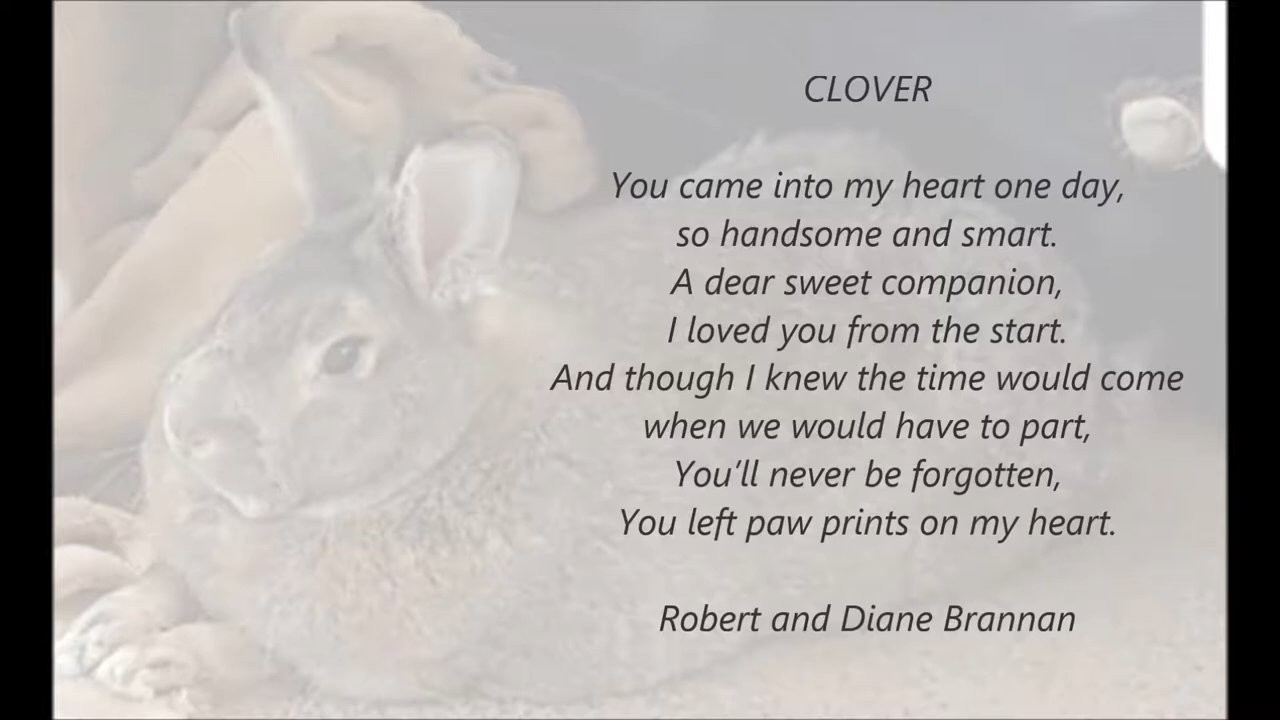 CLOVER
You came into my heart one day,
so handsome and smart.
A dear sweet companion,
I loved you from the start.
And though I knew the time would come
when we would have to part,
You'll never be forgotten,
You left paw prints on my heart.
Robert and Diane Brannan